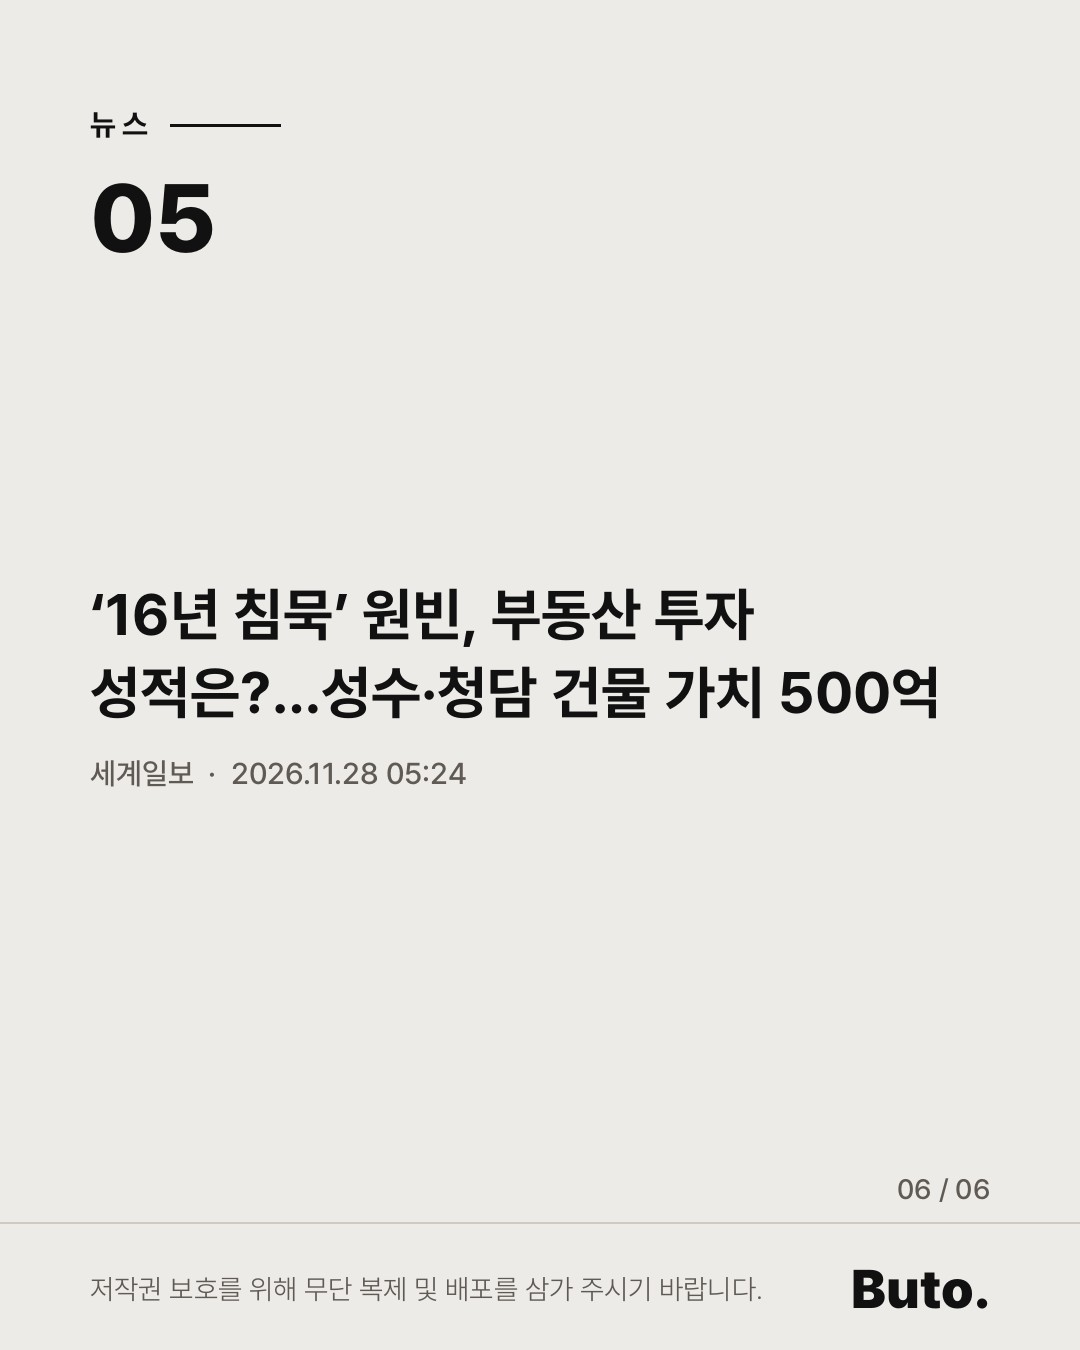 뉴스
05
‘16년 침묵’ 원빈, 부동산 투자
성적은?…성수·청담 건물 가치 500억
세계일보 · 2026.11.28 05:24
06 / 06
저작권 보호를 위해 무단 복제 및 배포를 삼가 주시기 바랍니다.
Buto.